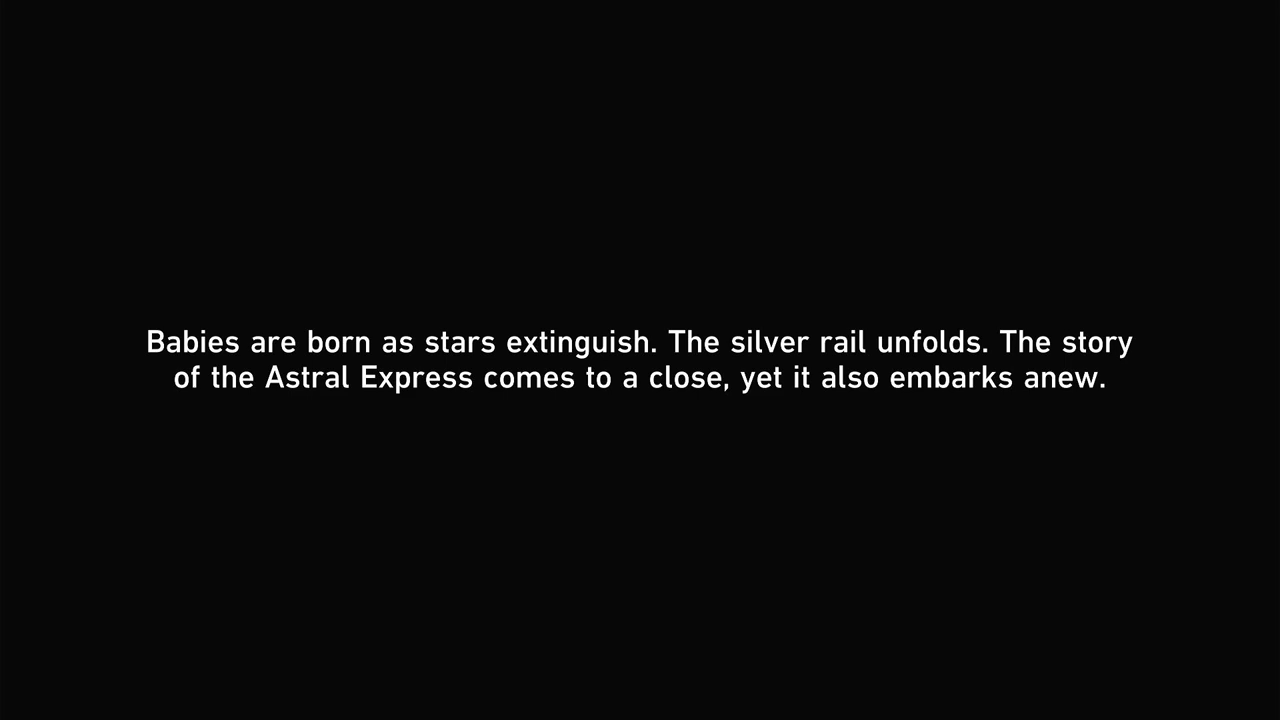 Babies are born as stars extinguish. The silver rail unfolds. The story
of the Astral Express comes to a close, yet it also embarks anew.